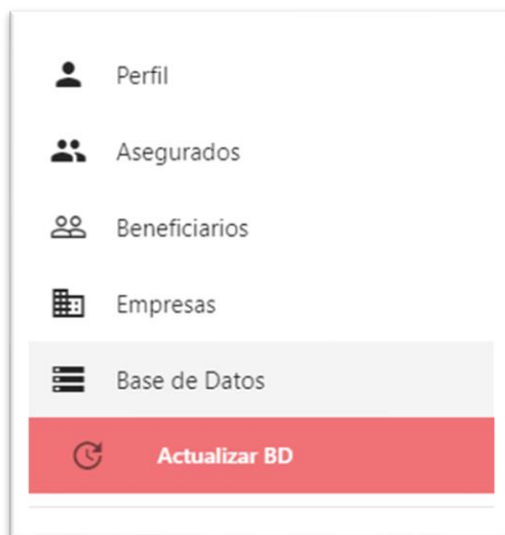 Perfil
Asegurados
Beneficiarios
Empresas
Base de Datos
Actualizar BD